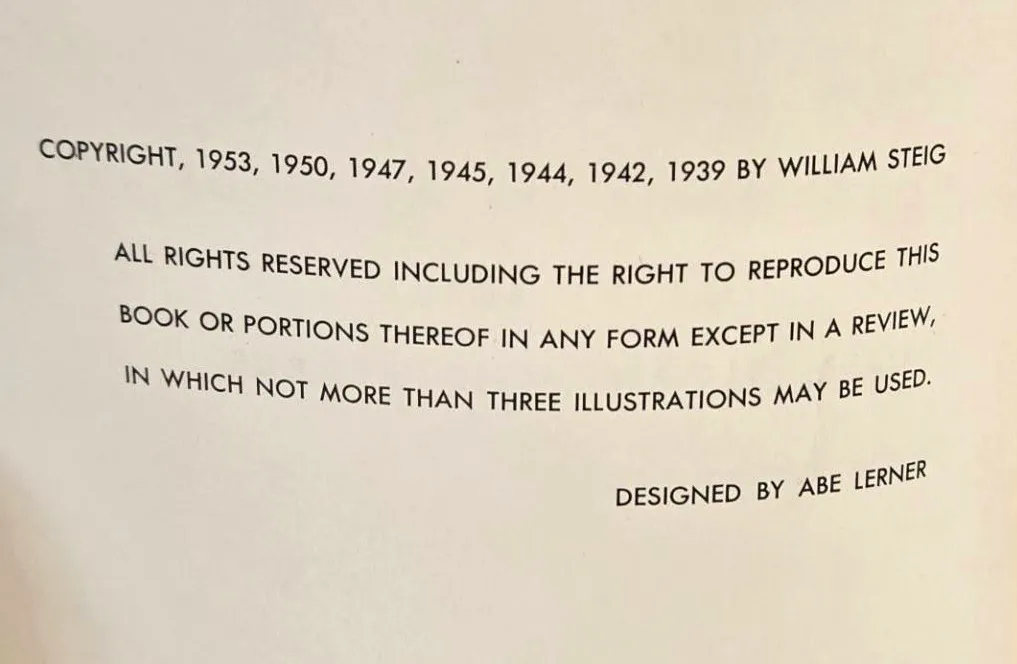 COPYRIGHT, 1953, 1950, 1947, 1945, 1944, 1942, 1939 BY WILLIAM STEIG
ALL RIGHTS RESERVED INCLUDING THE RIGHT TO REPRODUCE THIS
BOOK OR PORTIONS THEREOF IN ANY FORM EXCEPT IN A REVIEW,
IN WHICH NOT MORE THAN THREE ILLUSTRATIONS MAY BE USED.
DESIGNED BY ABE LERNER